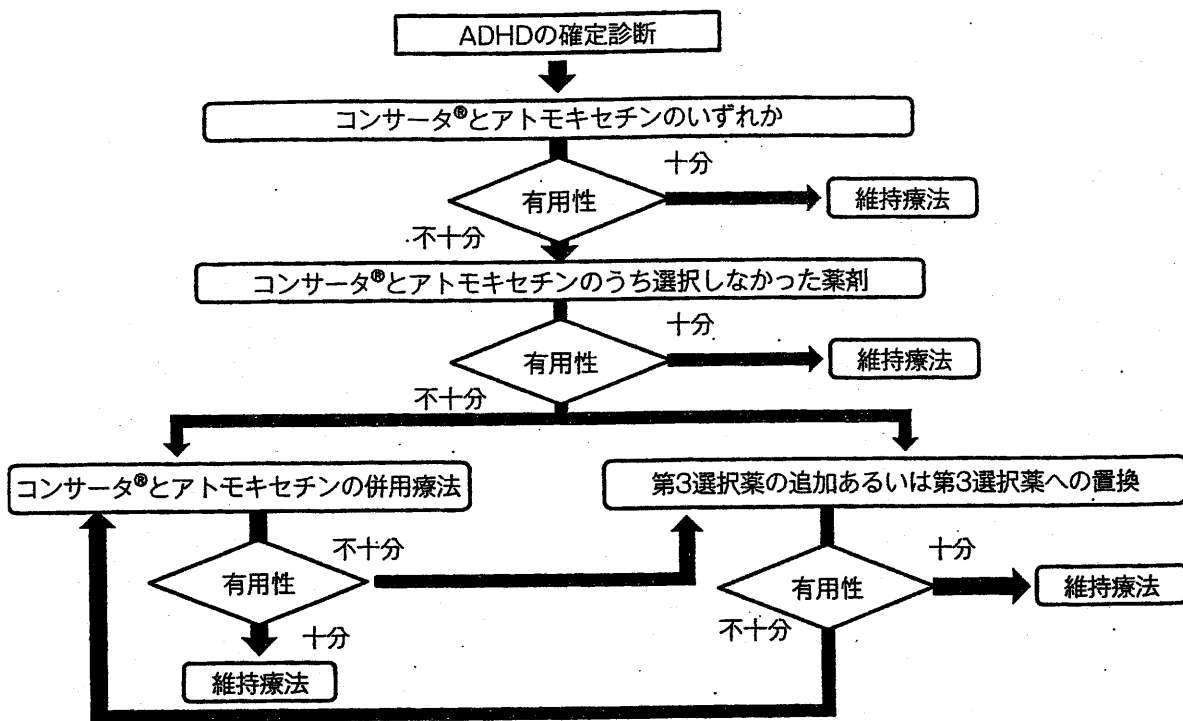 ADHDの確定診断
コンサータ®とアトモキセチンのいずれか
十分
有用性
維持療法
不十分
コンサータ®とアトモキセチンのうち選択しなかった薬剤
十分
有用性
維持療法
不十分
コンサータ®とアトモキセチンの併用療法
第3選択薬の追加あるいは第3選択薬への置換
不十分
有用性
十分
維持療法
十分
有用性
維持療法
不十分